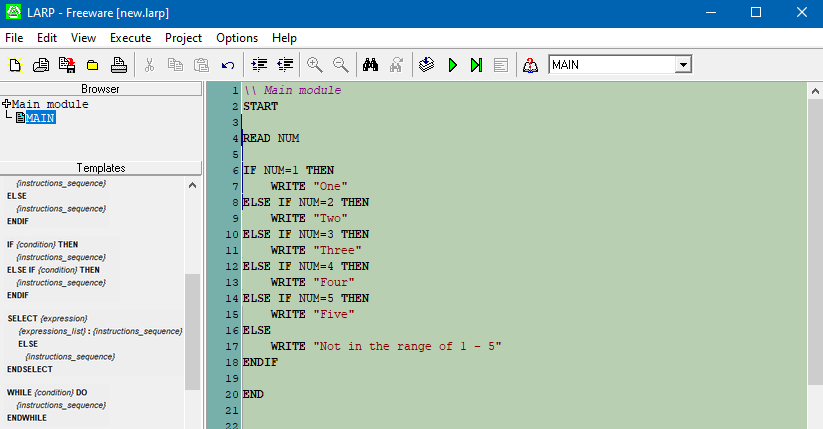 LARP - Freeware [new.larp]
File Edit View Execute Project Options Help
MAIN
Browser
Main module
MAIN
Templates
{instructions_sequence}
ELSE
{instructions_sequence}
ENDIF
IF {condition} THEN
{instructions_sequence}
ELSE IF {condition} THEN
{instructions_sequence}
ENDIF
SELECT {expression}
{expressions_list} : {instructions_sequence}
ELSE
{instructions_sequence}
ENDSELECT
WHILE {condition} DO
{instructions_sequence}
ENDWHILE
1 \\ Main module
2 START
3
4 READ NUM
5
6 IF NUM=1 THEN
7 WRITE "One"
8 ELSE IF NUM=2 THEN
9 WRITE "Two"
10 ELSE IF NUM=3 THEN
11 WRITE "Three"
12 ELSE IF NUM=4 THEN
13 WRITE "Four"
14 ELSE IF NUM=5 THEN
15 WRITE "Five"
16 ELSE
17 WRITE "Not in the range of 1 - 5"
18 ENDIF
19
20 END
21
22